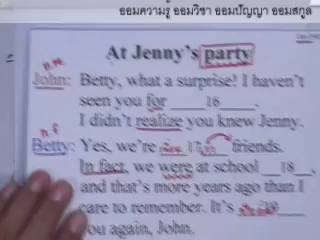 ออมความรู้ ออมวิชา ออมปัญญา ออมสกูล
At Jenny's party
John: Betty, what a surprise! I haven't
seen you for 16.
I didn't realize you knew Jenny.
Betty: Yes, we're 17 friends.
In fact, we were at school 18,
and that's more years ago than I
care to remember. It's 19
you again, John.